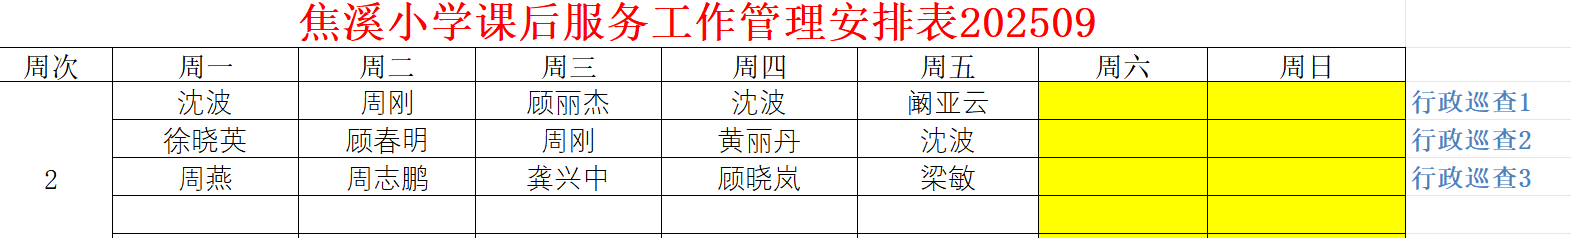 焦溪小学课后服务工作管理安排表202509
周次 周一 周二 周三 周四 周五 周六 周日
沈波 周刚 顾丽杰 沈波 阚亚云 行政巡查1
徐晓英 顾春明 周刚 黄丽丹 沈波 行政巡查2
2 周燕 周志鹏 龚兴中 顾晓岚 梁敏 行政巡查3